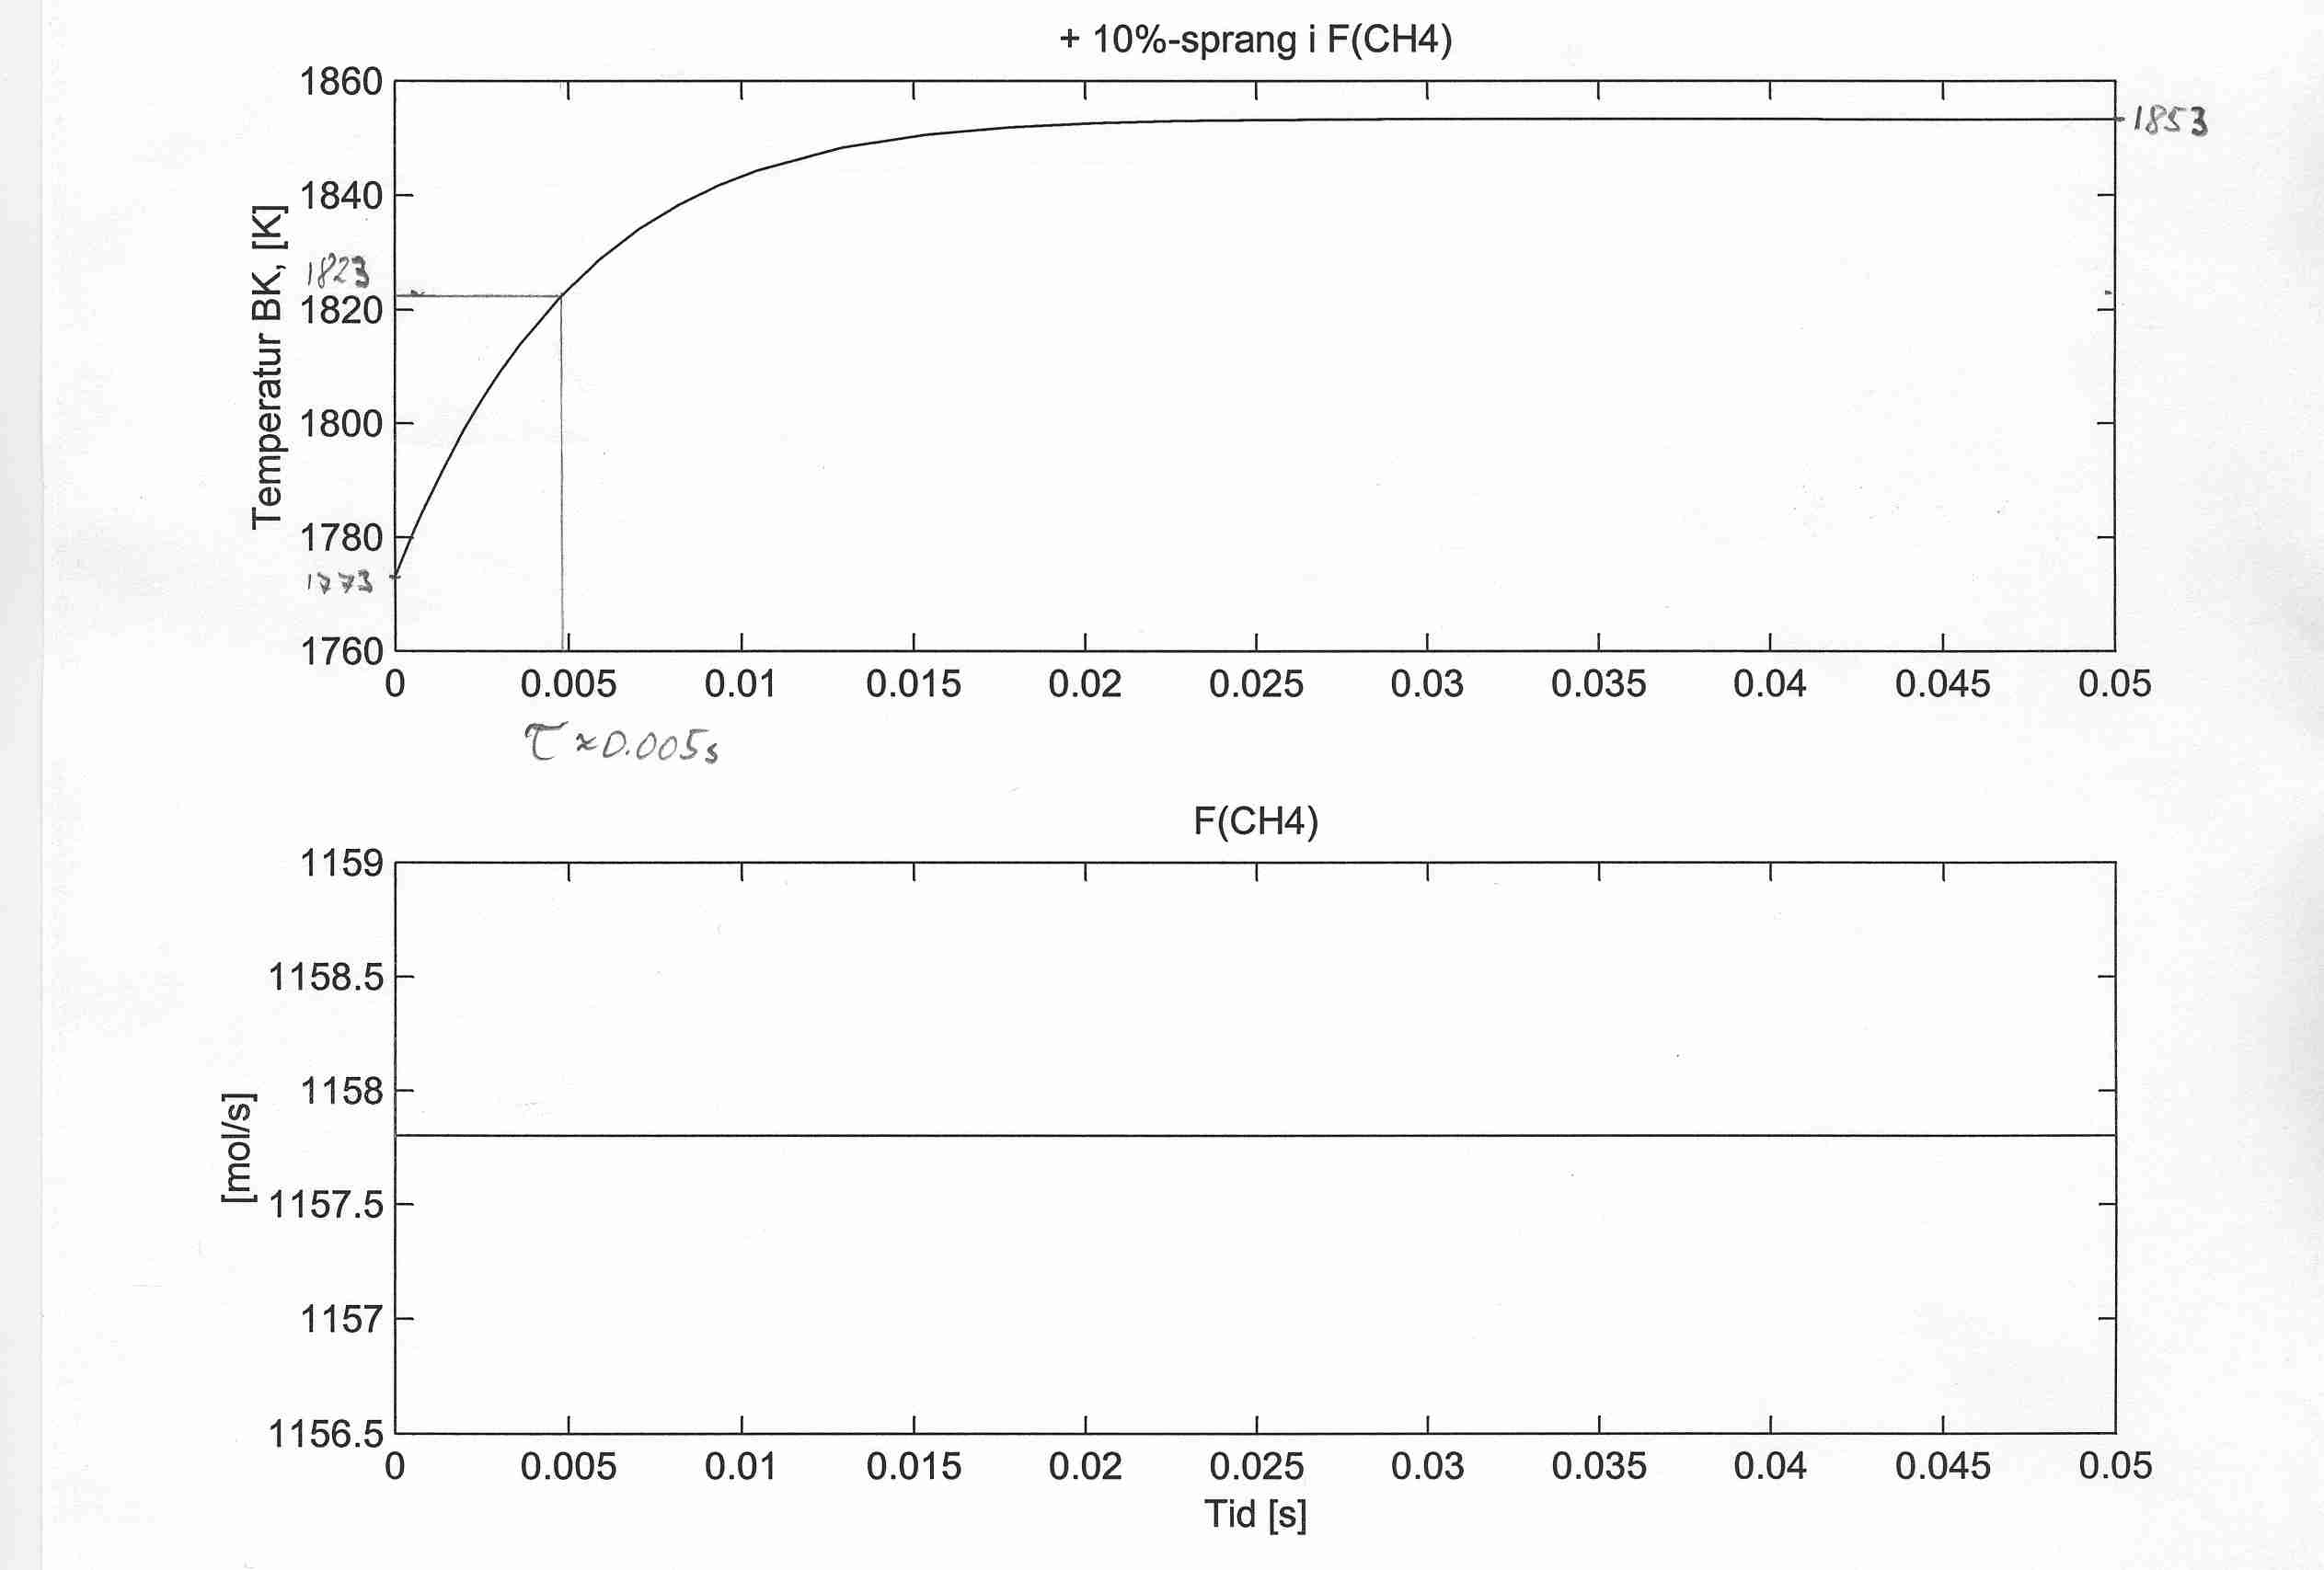 + 10%-sprang i F(CH4)
1860
1853
1840
1823
1820
1800
1780
1773
1760
Temperatur BK, [K]
0 0.005 0.01 0.015 0.02 0.025 0.03 0.035 0.04 0.045 0.05
τ ≈ 0.005s
F(CH4)
1159
1158.5
1158
1157.5
1157
1156.5
[mol/s]
0 0.005 0.01 0.015 0.02 0.025 0.03 0.035 0.04 0.045 0.05
Tid [s]